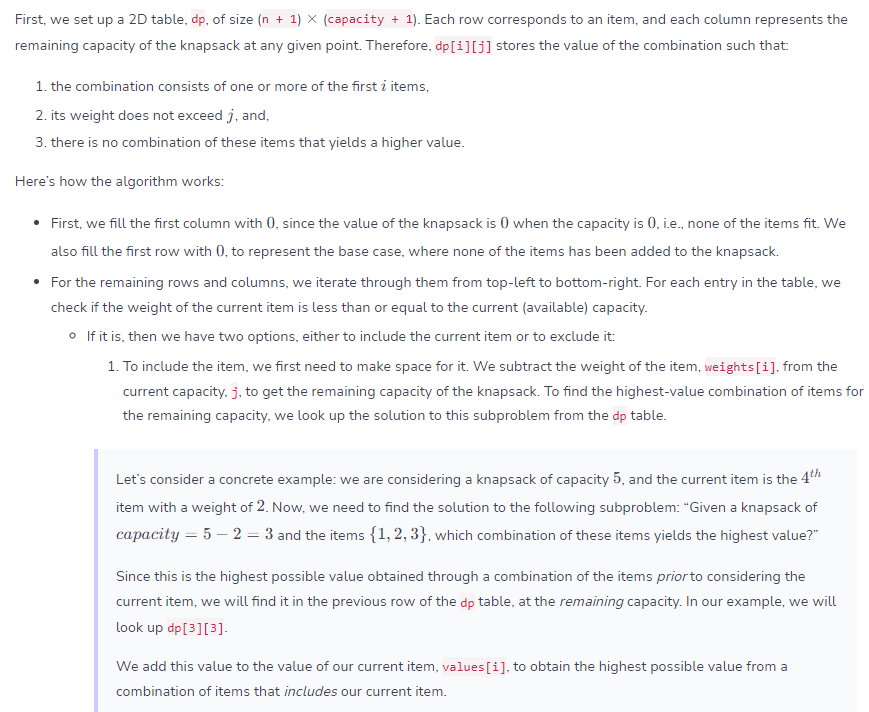 First, we set up a 2D table, dp, of size (n + 1) × (capacity + 1). Each row corresponds to an item, and each column represents the
remaining capacity of the knapsack at any given point. Therefore, dp[i][j] stores the value of the combination such that:
1. the combination consists of one or more of the first i items,
2. its weight does not exceed j, and,
3. there is no combination of these items that yields a higher value.
Here's how the algorithm works:
• First, we fill the first column with 0, since the value of the knapsack is 0 when the capacity is 0, i.e., none of the items fit. We
also fill the first row with 0, to represent the base case, where none of the items has been added to the knapsack.
• For the remaining rows and columns, we iterate through them from top-left to bottom-right. For each entry in the table, we
check if the weight of the current item is less than or equal to the current (available) capacity.
◦ If it is, then we have two options, either to include the current item or to exclude it:
1. To include the item, we first need to make space for it. We subtract the weight of the item, weights[i], from the
current capacity, j, to get the remaining capacity of the knapsack. To find the highest-value combination of items for
the remaining capacity, we look up the solution to this subproblem from the dp table.
Let's consider a concrete example: we are considering a knapsack of capacity 5, and the current item is the 4th
item with a weight of 2. Now, we need to find the solution to the following subproblem: "Given a knapsack of
capacity = 5 − 2 = 3 and the items {1, 2, 3}, which combination of these items yields the highest value?"
Since this is the highest possible value obtained through a combination of the items prior to considering the
current item, we will find it in the previous row of the dp table, at the remaining capacity. In our example, we will
look up dp[3][3].
We add this value to the value of our current item, values[i], to obtain the highest possible value from a
combination of items that includes our current item.